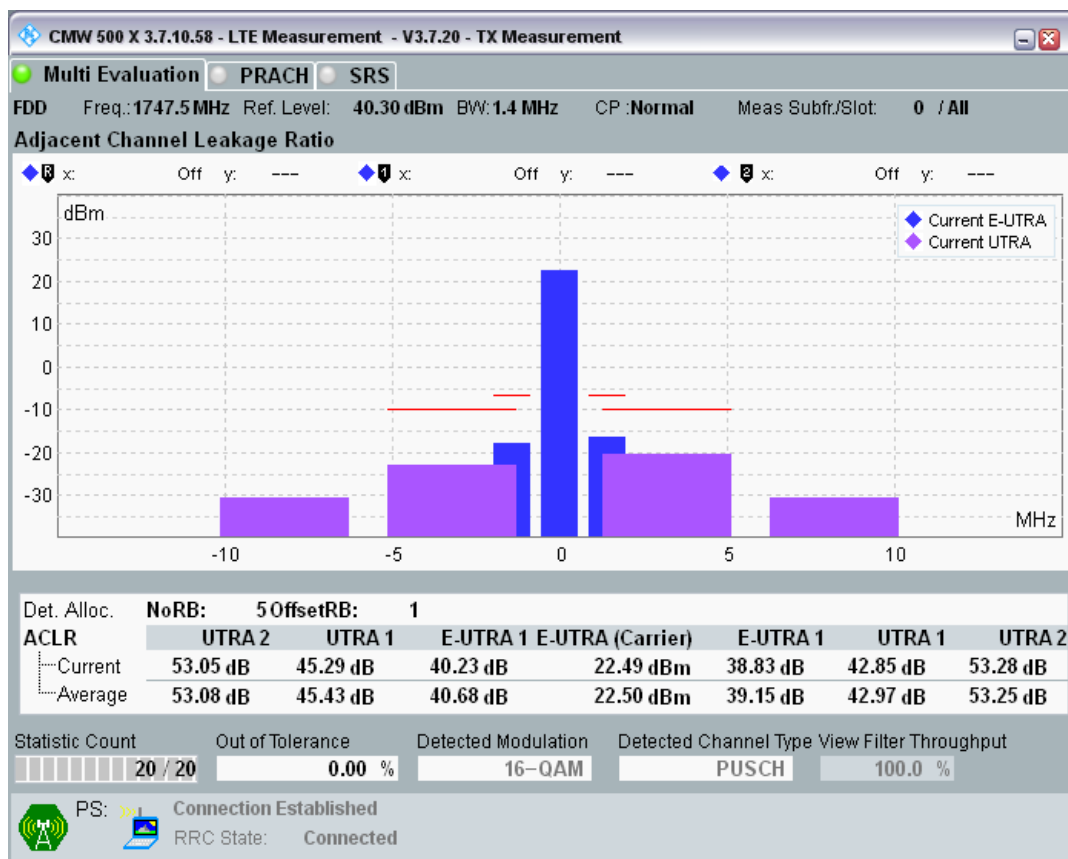 CMW 500 X 3.7.10.58 - LTE Measurement - V3.7.20 - TX Measurement
Multi Evaluation PRACH SRS
FDD Freq.: 1747.5 MHz Ref. Level: 40.30 dBm BW: 1.4 MHz CP :Normal Meas Subfr./Slot: 0 / All
Adjacent Channel Leakage Ratio
R x: Off y: --- 1 x: Off y: --- 2 x: Off y: ---
dBm
Current E-UTRA
Current UTRA
30
20
10
0
-10
-20
-30
MHz
-10 -5 0 5 10
Det. Alloc. NoRB: 5 OffsetRB: 1
ACLR UTRA 2 UTRA 1 E-UTRA 1 E-UTRA (Carrier) E-UTRA 1 UTRA 1 UTRA 2
Current 53.05 dB 45.29 dB 40.23 dB 22.49 dBm 38.83 dB 42.85 dB 53.28 dB
Average 53.08 dB 45.43 dB 40.68 dB 22.50 dBm 39.15 dB 42.97 dB 53.25 dB
Statistic Count Out of Tolerance Detected Modulation Detected Channel Type View Filter Throughput
20 / 20 0.00 % 16-QAM PUSCH 100.0 %
PS: Connection Established
RRC State: Connected